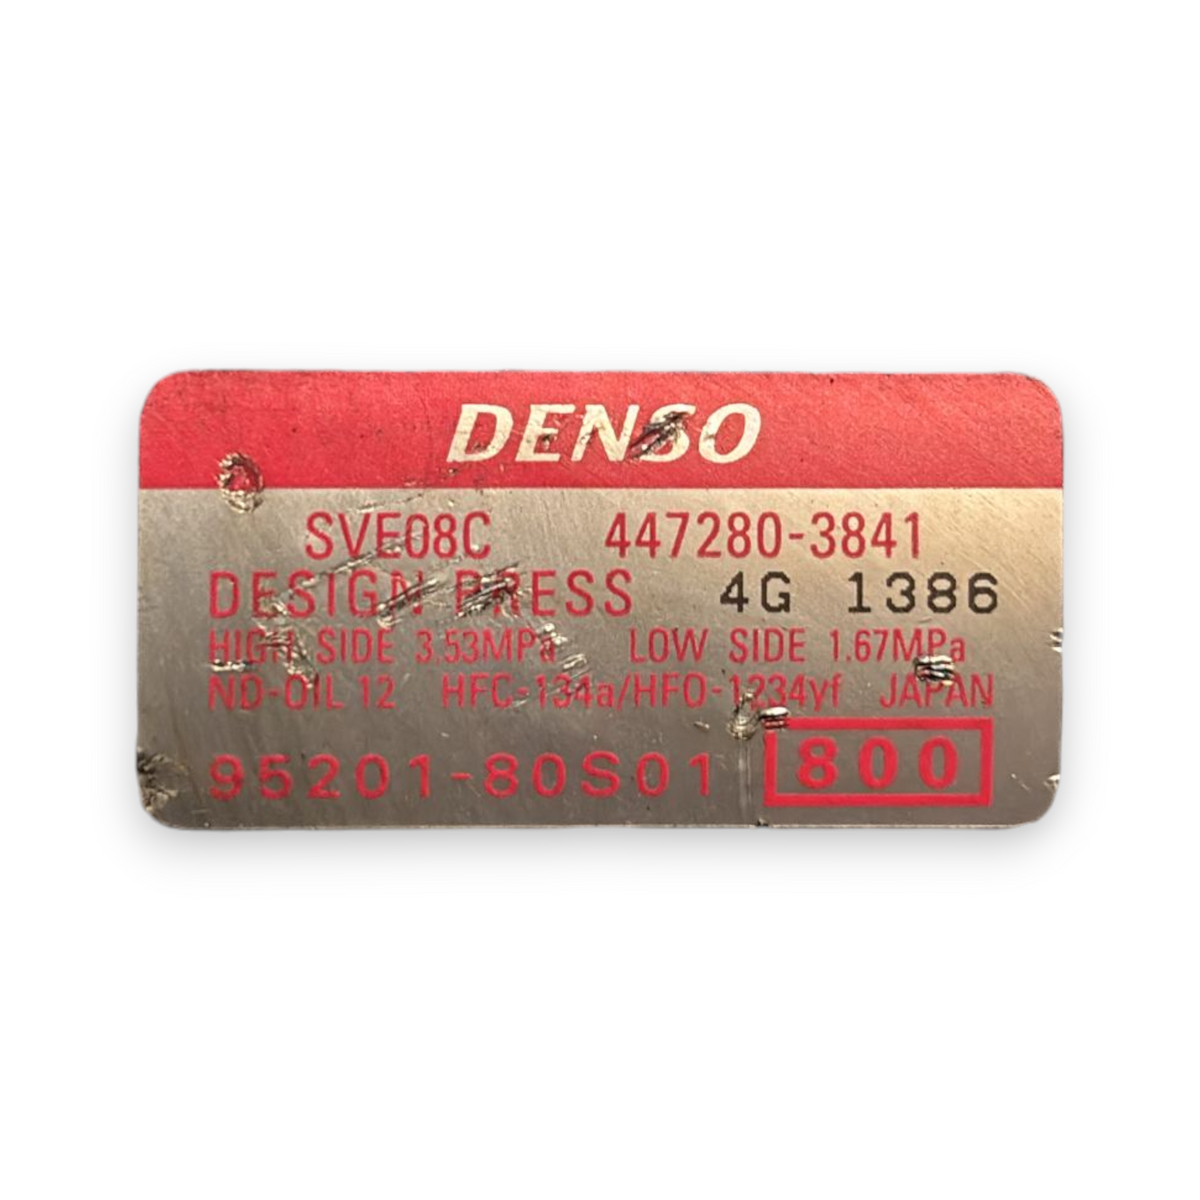 DENSO
SVE08C 447280-3841
DESIGN PRESS 4G 1386
HIGH SIDE 3.53MPa LOW SIDE 1.67MPa
ND-OIL 12 HFC-134a/HFO-1234yf JAPAN
95201-80S01 800